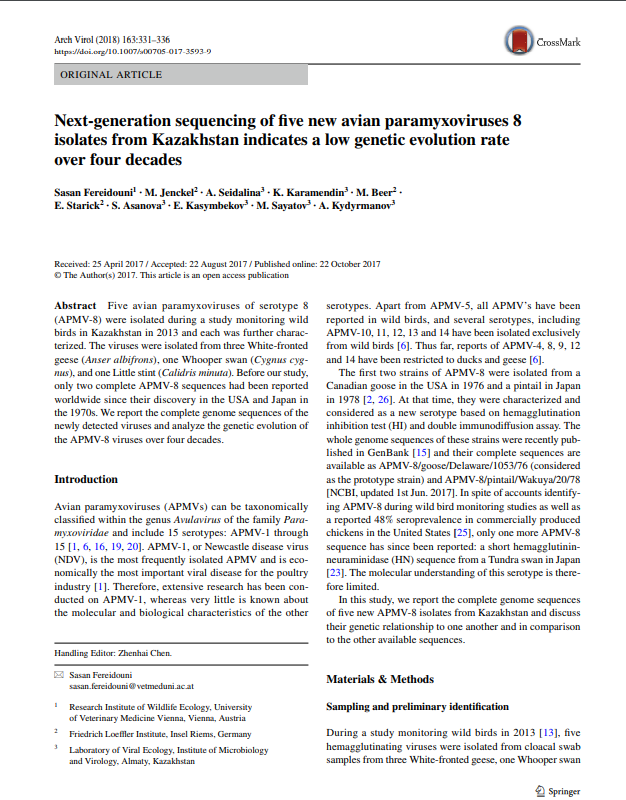 Arch Virol (2018) 163:331–336
https://doi.org/10.1007/s00705-017-3593-9
CrossMark
ORIGINAL ARTICLE
Next-generation sequencing of five new avian paramyxoviruses 8
isolates from Kazakhstan indicates a low genetic evolution rate
over four decades
Sasan Fereidouni¹ · M. Jenckel² · A. Seidalina³ · K. Karamendin³ · M. Beer² ·
E. Starick² · S. Asanova³ · E. Kasymbekov³ · M. Sayatov³ · A. Kydyrmanov³
Received: 25 April 2017 / Accepted: 22 August 2017 / Published online: 22 October 2017
© The Author(s) 2017. This article is an open access publication
Abstract Five avian paramyxoviruses of serotype 8
(APMV-8) were isolated during a study monitoring wild
birds in Kazakhstan in 2013 and each was further charac-
terized. The viruses were isolated from three White-fronted
geese (Anser albifrons), one Whooper swan (Cygnus cyg-
nus), and one Little stint (Calidris minuta). Before our study,
only two complete APMV-8 sequences had been reported
worldwide since their discovery in the USA and Japan in
the 1970s. We report the complete genome sequences of the
newly detected viruses and analyze the genetic evolution of
the APMV-8 viruses over four decades.
Introduction
Avian paramyxoviruses (APMVs) can be taxonomically
classified within the genus Avulavirus of the family Para-
myxoviridae and include 15 serotypes: APMV-1 through
15 [1, 6, 16, 19, 20]. APMV-1, or Newcastle disease virus
(NDV), is the most frequently isolated APMV and is eco-
nomically the most important viral disease for the poultry
industry [1]. Therefore, extensive research has been con-
ducted on APMV-1, whereas very little is known about
the molecular and biological characteristics of the other
Handling Editor: Zhenhai Chen.
Sasan Fereidouni
sasan.fereidouni@vetmeduni.ac.at
1 Research Institute of Wildlife Ecology, University
of Veterinary Medicine Vienna, Vienna, Austria
2 Friedrich Loeffler Institute, Insel Riems, Germany
3 Laboratory of Viral Ecology, Institute of Microbiology
and Virology, Almaty, Kazakhstan
serotypes. Apart from APMV-5, all APMV's have been
reported in wild birds, and several serotypes, including
APMV-10, 11, 12, 13 and 14 have been isolated exclusively
from wild birds [6]. Thus far, reports of APMV-4, 8, 9, 12
and 14 have been restricted to ducks and geese [6].
The first two strains of APMV-8 were isolated from a
Canadian goose in the USA in 1976 and a pintail in Japan
in 1978 [2, 26]. At that time, they were characterized and
considered as a new serotype based on hemagglutination
inhibition test (HI) and double immunodiffusion assay. The
whole genome sequences of these strains were recently pub-
lished in GenBank [15] and their complete sequences are
available as APMV-8/goose/Delaware/1053/76 (considered
as the prototype strain) and APMV-8/pintail/Wakuya/20/78
[NCBI, updated 1st Jun. 2017]. In spite of accounts identify-
ing APMV-8 during wild bird monitoring studies as well as
a reported 48% seroprevalence in commercially produced
chickens in the United States [25], only one more APMV-8
sequence has since been reported: a short hemagglutinin-
neuraminidase (HN) sequence from a Tundra swan in Japan
[23]. The molecular understanding of this serotype is there-
fore limited.
In this study, we report the complete genome sequences
of five new APMV-8 isolates from Kazakhstan and discuss
their genetic relationship to one another and in comparison
to the other available sequences.
Materials & Methods
Sampling and preliminary identification
During a study monitoring wild birds in 2013 [13], five
hemagglutinating viruses were isolated from cloacal swab
samples from three White-fronted geese, one Whooper swan
Springer